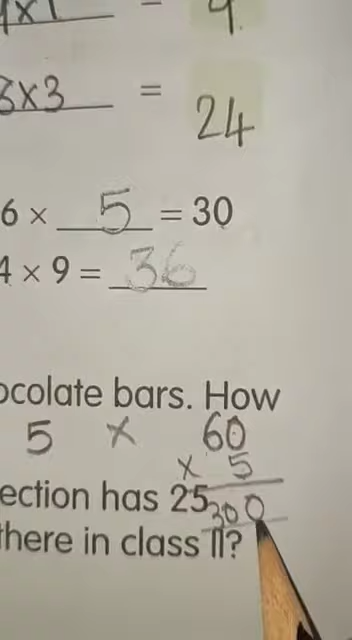 4x1 = 9
8x3 = 24
6 × 5 = 30
4 × 9 = 36
ocolate bars. How
5 x 60
x 5
ection has 25
300
there in class II?